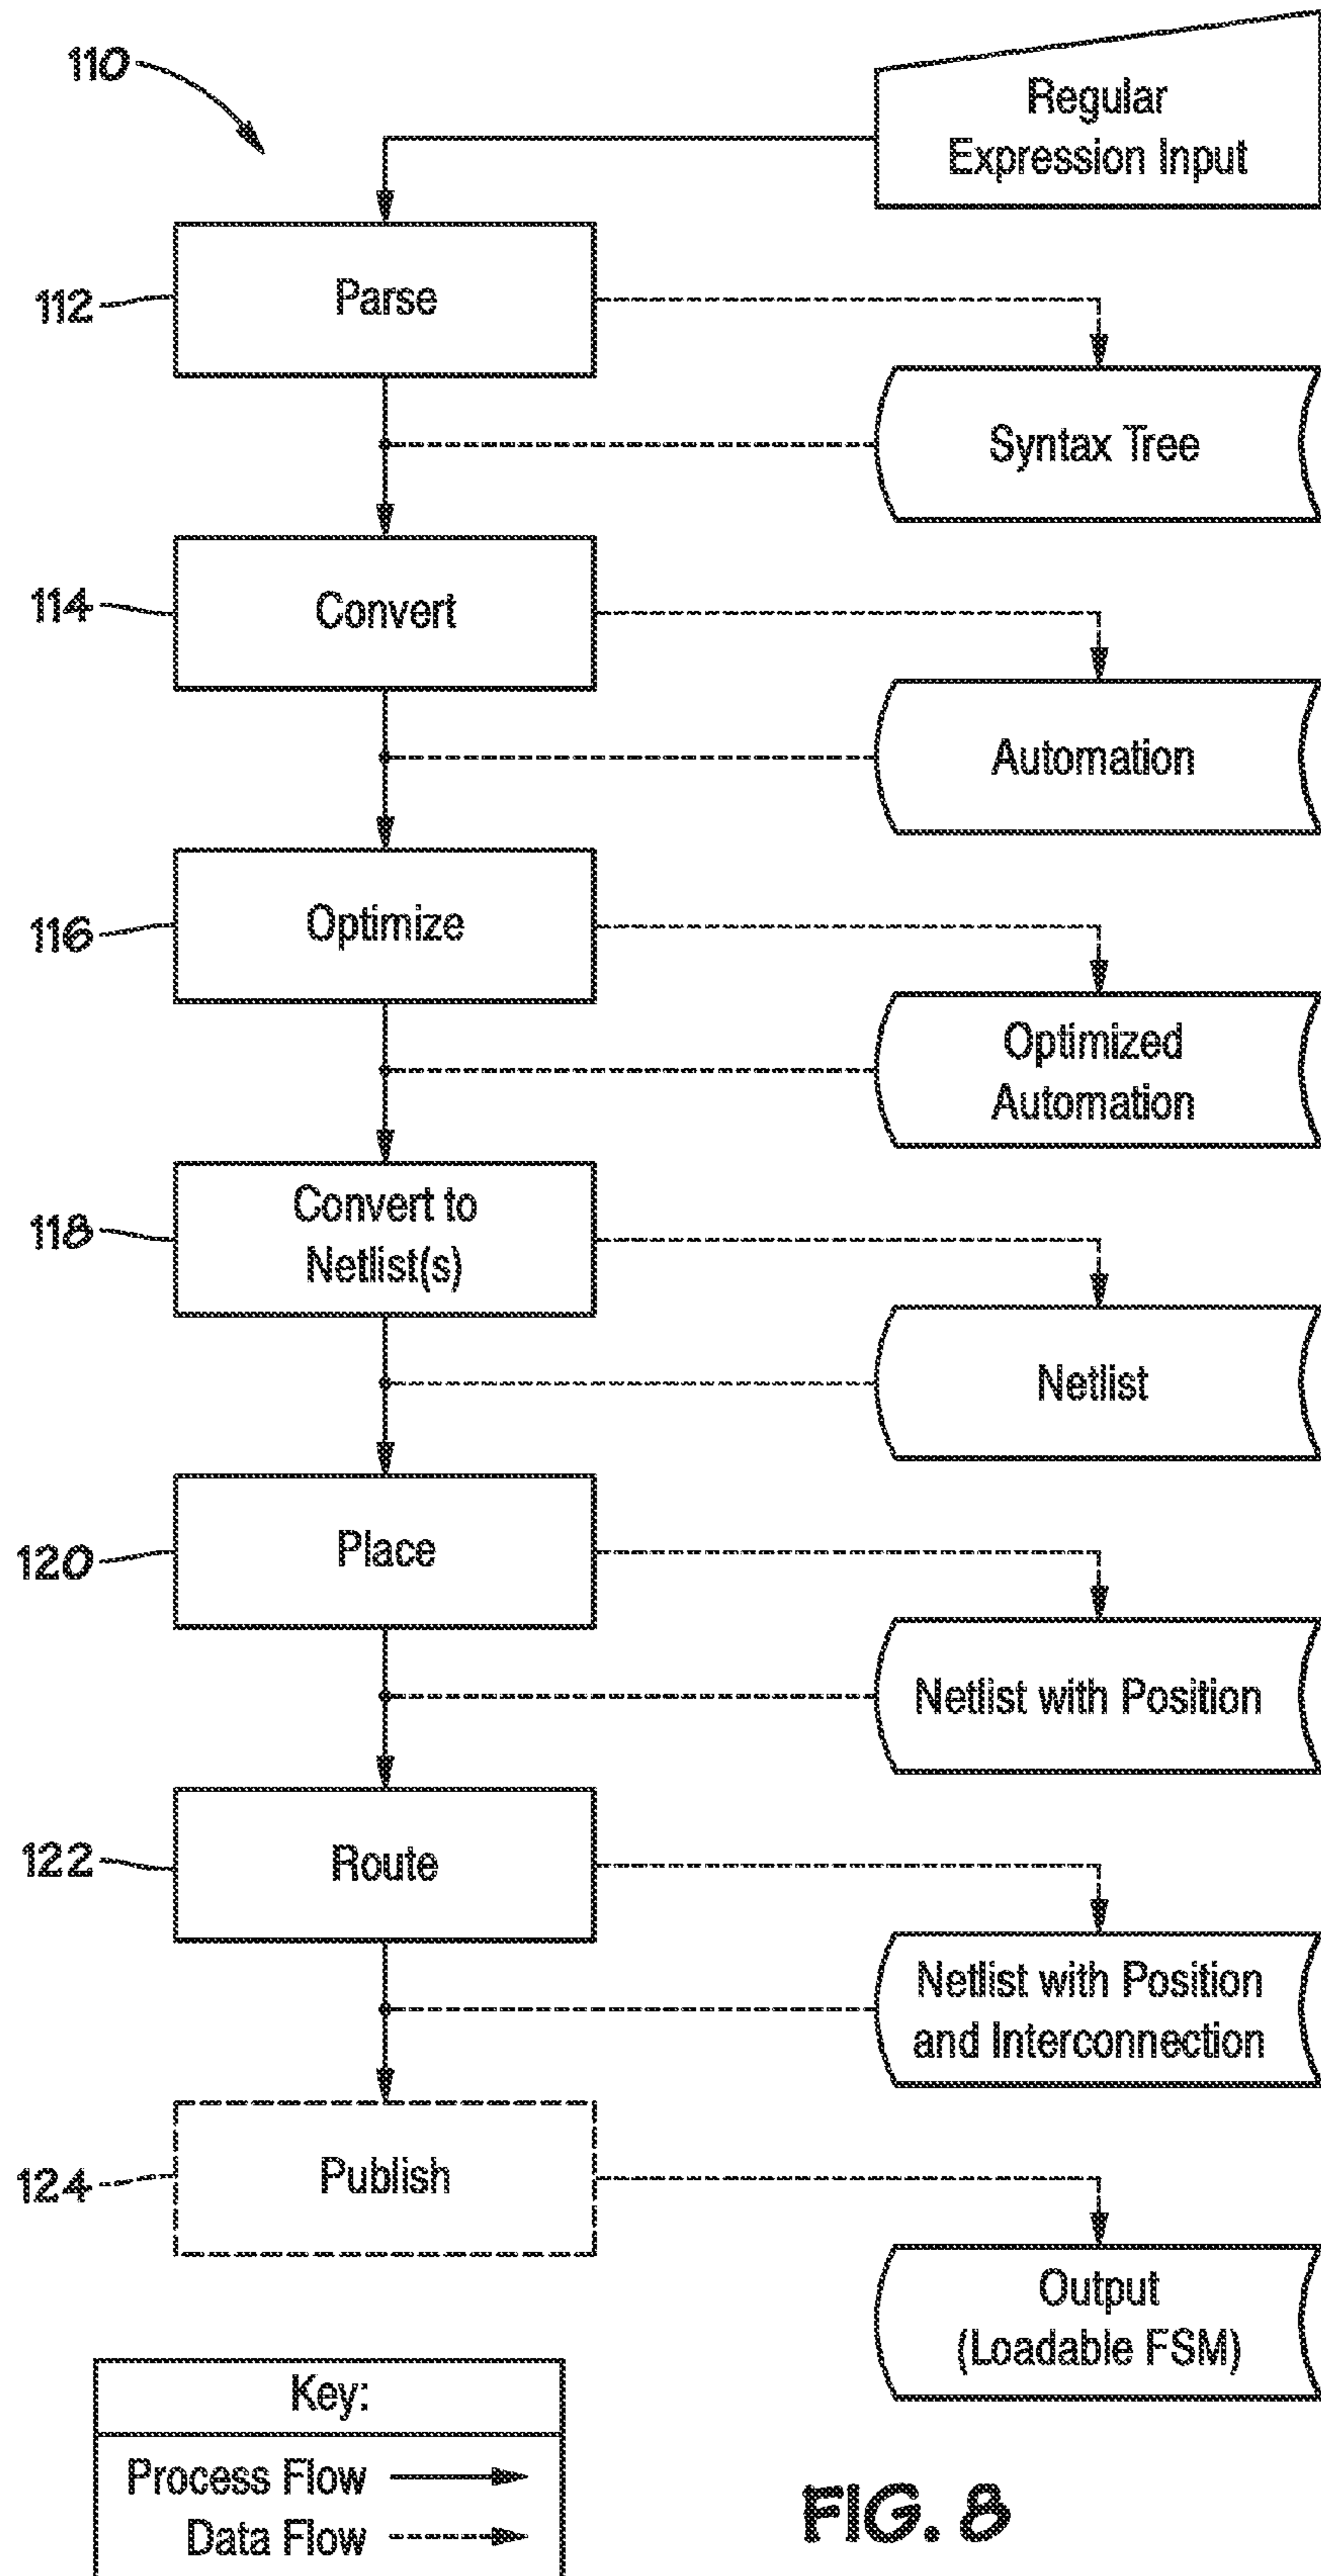 110
Regular
Expression Input
112
Parse
Syntax Tree
114
Convert
Automation
116
Optimize
Optimized
Automation
118
Convert to
Netlist(s)
Netlist
120
Place
Netlist with Position
122
Route
Netlist with Position
and Interconnection
124
Publish
Output
(Loadable FSM)
Key:
Process Flow
Data Flow
FIG. 8